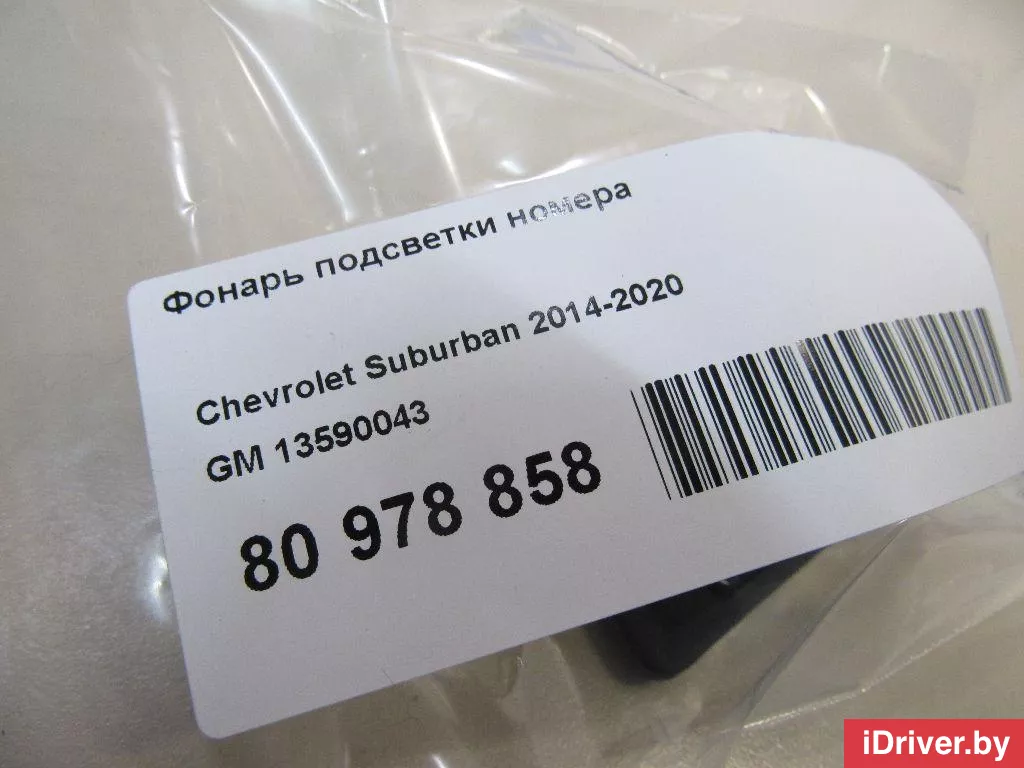 Фонарь подсветки номера
Chevrolet Suburban 2014-2020
GM 13590043
80 978 858
iDriver.by